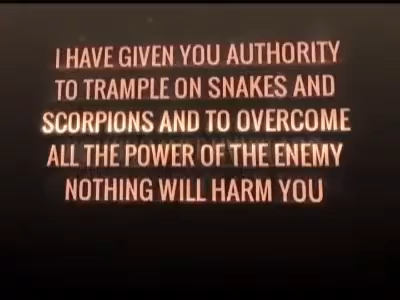 I HAVE GIVEN YOU AUTHORITY
TO TRAMPLE ON SNAKES AND
SCORPIONS AND TO OVERCOME
ALL THE POWER OF THE ENEMY
NOTHING WILL HARM YOU